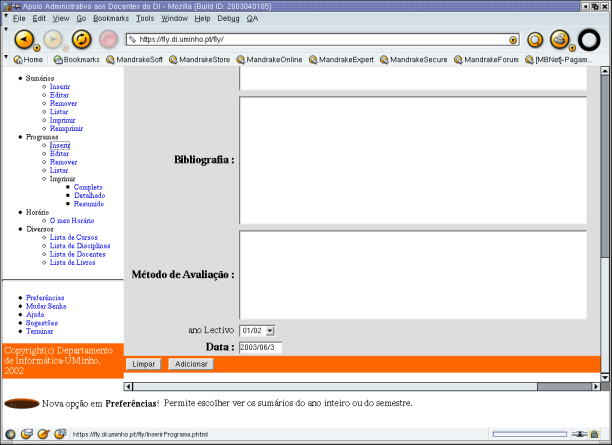 Apoio Administrativo aos Docentes do DI - Mozilla {Build ID: 2003040105}
File Edit View Go Bookmarks Tools Window Help Debug QA
https://fly.di.uminho.pt/fly/
Home Bookmarks MandrakeSoft MandrakeStore MandrakeOnline MandrakeExpert MandrakeSecure MandrakeForum [MBNet]-Pagam...
Sumários
Inserir
Editar
Remover
Listar
Imprimir
Reimprimir
Programas
Inserir
Editar
Remover
Listar
Imprimir
Completo
Detalhado
Resumido
Horário
O meu Horário
Diversos
Lista de Cursos
Lista de Disciplinas
Lista de Docentes
Lista de Livros
Preferências
Mudar Senha
Ajuda
Sugestões
Terminar
Copyright(c) Departamento
de Informática-UMinho,
2002
Bibliografia :
Método de Avaliação :
ano Lectivo 01/02
Data : 2003/06/3
Limpar Adicionar
Nova opção em Preferências! Permite escolher ver os sumários do ano inteiro ou do semestre.
https://fly.di.uminho.pt/fly/InserirPrograma.phtml